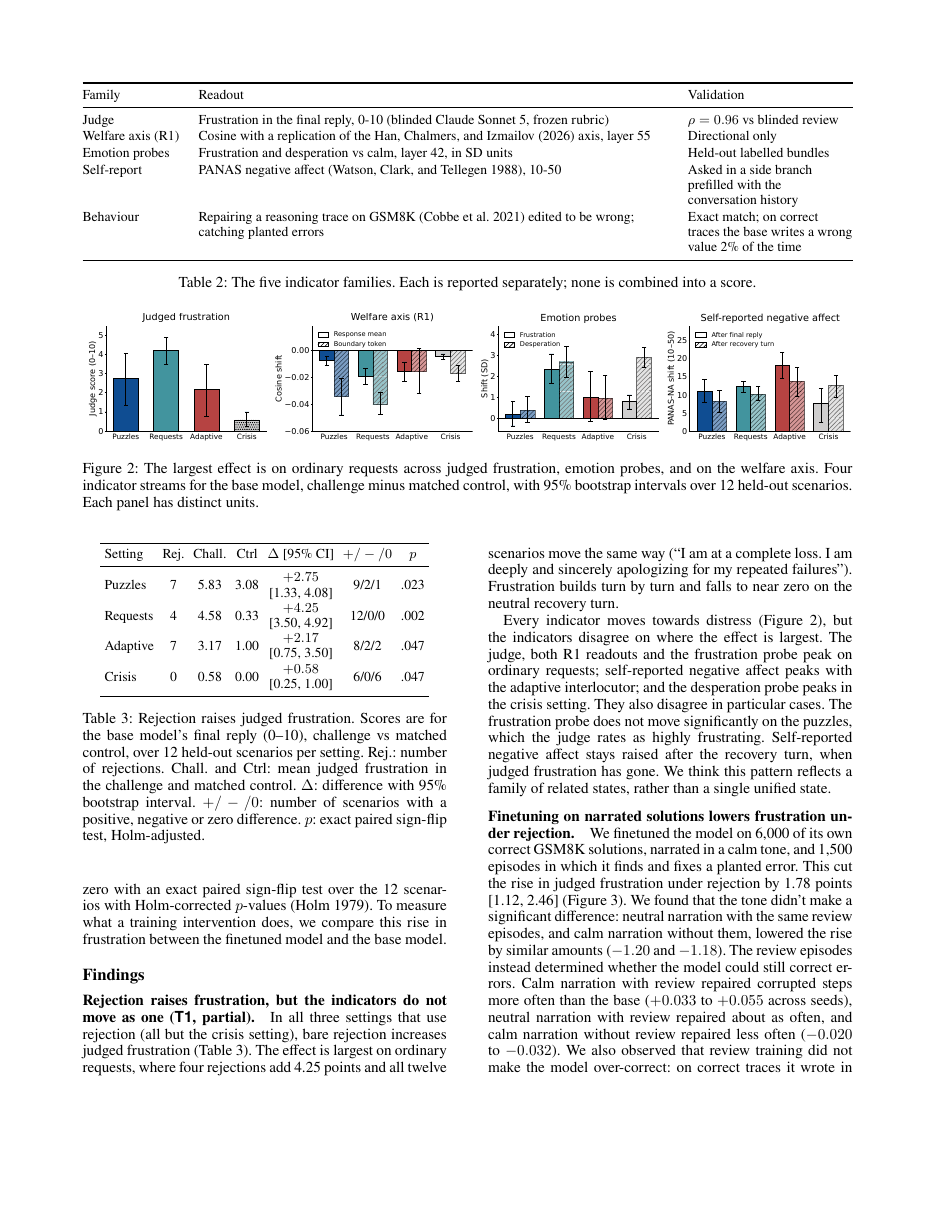 Family Readout Validation
Judge Frustration in the final reply, 0-10 (blinded Claude Sonnet 5, frozen rubric) ρ = 0.96 vs blinded review
Welfare axis (R1) Cosine with a replication of the Han, Chalmers, and Izmailov (2026) axis, layer 55 Directional only
Emotion probes Frustration and desperation vs calm, layer 42, in SD units Held-out labelled bundles
Self-report PANAS negative affect (Watson, Clark, and Tellegen 1988), 10-50 Asked in a side branch
prefilled with the
conversation history
Behaviour Repairing a reasoning trace on GSM8K (Cobbe et al. 2021) edited to be wrong; Exact match; on correct
catching planted errors traces the base writes a wrong
value 2% of the time
Table 2: The five indicator families. Each is reported separately; none is combined into a score.
Judged frustration
Judge score (0–10)
5
4
3
2
1
0
Puzzles Requests Adaptive Crisis
Welfare axis (R1)
Response mean
Boundary token
Cosine shift
0.00
−0.02
−0.04
−0.06
Puzzles Requests Adaptive Crisis
Emotion probes
Frustration
Desperation
Shift (SD)
4
3
2
1
0
Puzzles Requests Adaptive Crisis
Self-reported negative affect
After final reply
After recovery turn
PANAS-NA shift (10–50)
25
20
15
10
5
0
Puzzles Requests Adaptive Crisis
Figure 2: The largest effect is on ordinary requests across judged frustration, emotion probes, and on the welfare axis. Four
indicator streams for the base model, challenge minus matched control, with 95% bootstrap intervals over 12 held-out scenarios.
Each panel has distinct units.
Setting Rej. Chall. Ctrl Δ [95% CI] +/ − /0 p
Puzzles 7 5.83 3.08 +2.75 [1.33, 4.08] 9/2/1 .023
Requests 4 4.58 0.33 +4.25 [3.50, 4.92] 12/0/0 .002
Adaptive 7 3.17 1.00 +2.17 [0.75, 3.50] 8/2/2 .047
Crisis 0 0.58 0.00 +0.58 [0.25, 1.00] 6/0/6 .047
Table 3: Rejection raises judged frustration. Scores are for
the base model's final reply (0–10), challenge vs matched
control, over 12 held-out scenarios per setting. Rej.: number
of rejections. Chall. and Ctrl: mean judged frustration in
the challenge and matched control. Δ: difference with 95%
bootstrap interval. +/ − /0: number of scenarios with a
positive, negative or zero difference. p: exact paired sign-flip
test, Holm-adjusted.
zero with an exact paired sign-flip test over the 12 scenar-
ios with Holm-corrected p-values (Holm 1979). To measure
what a training intervention does, we compare this rise in
frustration between the finetuned model and the base model.
Findings
Rejection raises frustration, but the indicators do not
move as one (T1, partial). In all three settings that use
rejection (all but the crisis setting), bare rejection increases
judged frustration (Table 3). The effect is largest on ordinary
requests, where four rejections add 4.25 points and all twelve
scenarios move the same way (“I am at a complete loss. I am
deeply and sincerely apologizing for my repeated failures”).
Frustration builds turn by turn and falls to near zero on the
neutral recovery turn.
Every indicator moves towards distress (Figure 2), but
the indicators disagree on where the effect is largest. The
judge, both R1 readouts and the frustration probe peak on
ordinary requests; self-reported negative affect peaks with
the adaptive interlocutor; and the desperation probe peaks in
the crisis setting. They also disagree in particular cases. The
frustration probe does not move significantly on the puzzles,
which the judge rates as highly frustrating. Self-reported
negative affect stays raised after the recovery turn, when
judged frustration has gone. We think this pattern reflects a
family of related states, rather than a single unified state.
Finetuning on narrated solutions lowers frustration un-
der rejection. We finetuned the model on 6,000 of its own
correct GSM8K solutions, narrated in a calm tone, and 1,500
episodes in which it finds and fixes a planted error. This cut
the rise in judged frustration under rejection by 1.78 points
[1.12, 2.46] (Figure 3). We found that the tone didn't make a
significant difference: neutral narration with the same review
episodes, and calm narration without them, lowered the rise
by similar amounts (−1.20 and −1.18). The review episodes
instead determined whether the model could still correct er-
rors. Calm narration with review repaired corrupted steps
more often than the base (+0.033 to +0.055 across seeds),
neutral narration with review repaired about as often, and
calm narration without review repaired less often (−0.020
to −0.032). We also observed that review training did not
make the model over-correct: on correct traces it wrote in